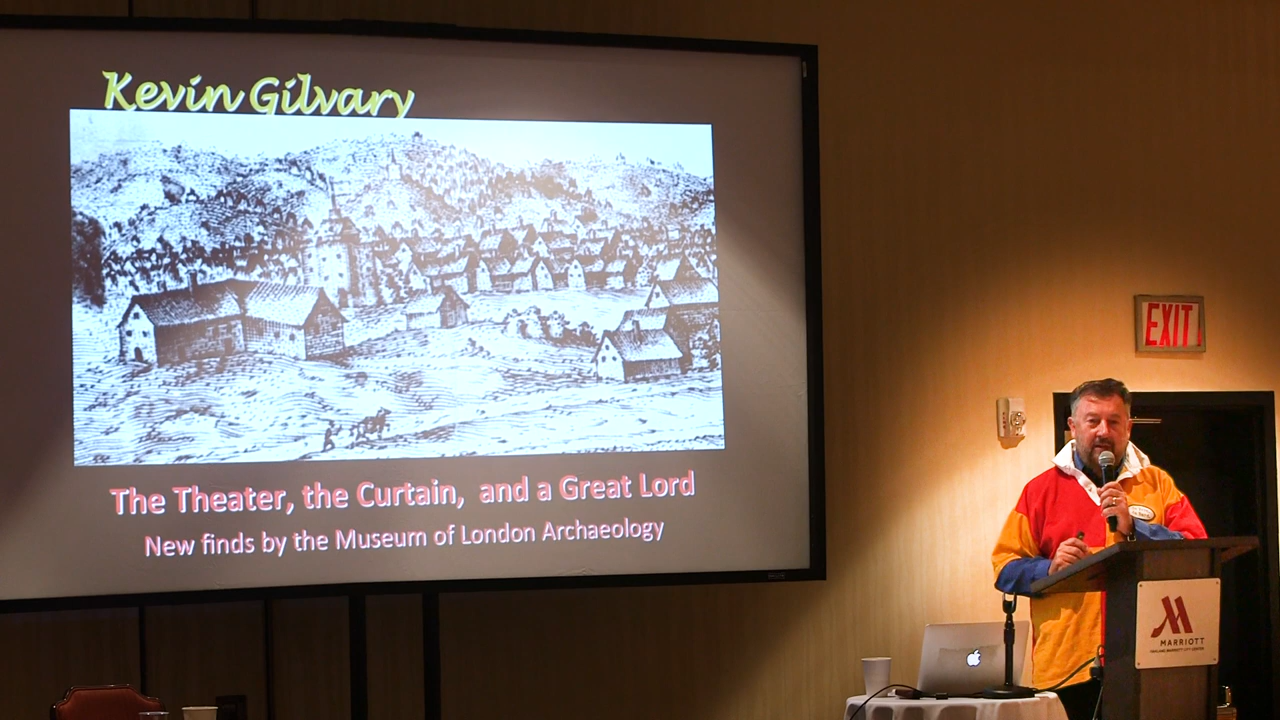 Kevin Gilvary
The Theater, the Curtain, and a Great Lord
New finds by the Museum of London Archaeology
EXIT
MARRIOTT